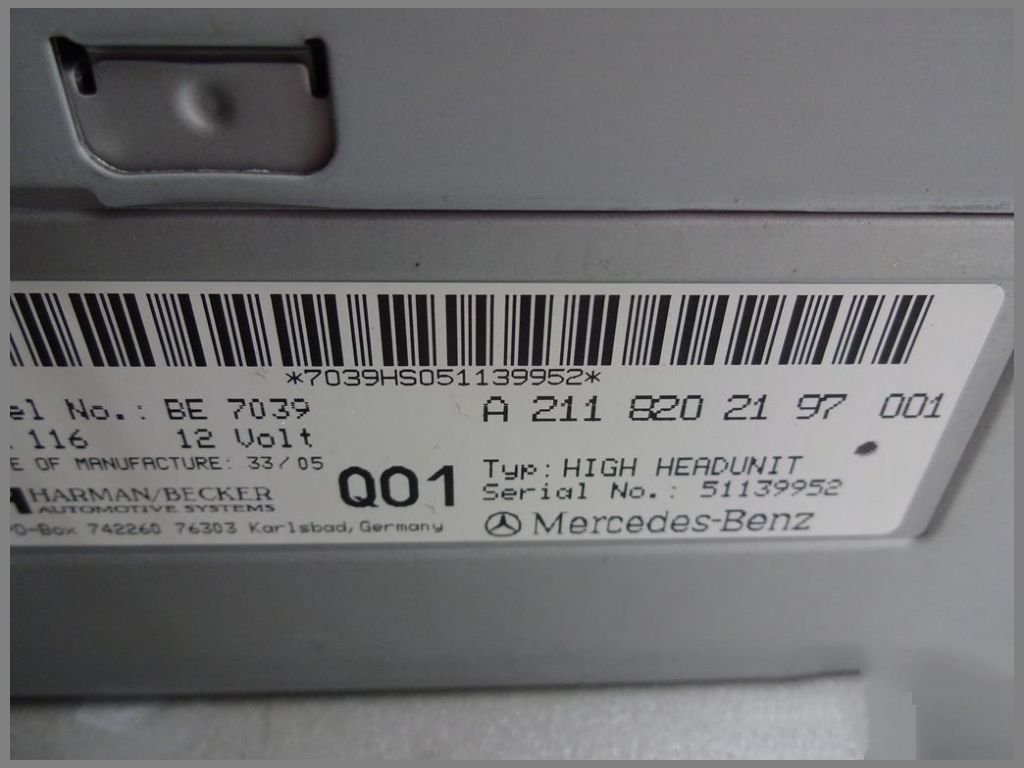 *7039HS051139952*
el No.: BE 7039
A 211 820 21 97 001
116 12 Volt
E OF MANUFACTURE: 33/05
Q01
Typ: HIGH HEADUNIT
HARMAN/BECKER
AUTOMOTIVE SYSTEMS
Serial No.: 51139952
O-Box 742260 76303 Karlsbad, Germany
Mercedes-Benz